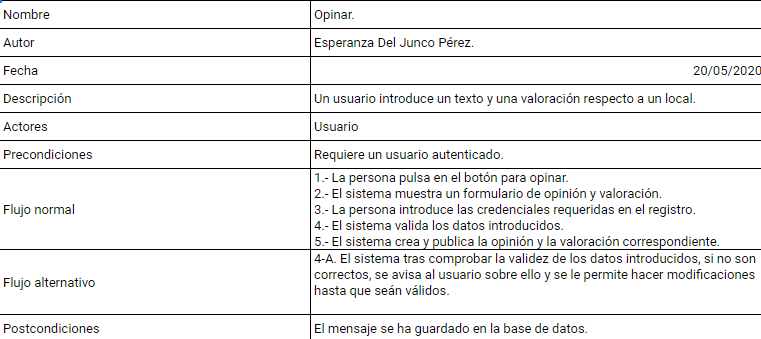 Nombre Opinar.
Autor Esperanza Del Junco Pérez.
Fecha 20/05/2020
Descripción Un usuario introduce un texto y una valoración respecto a un local.
Actores Usuario
Precondiciones Requiere un usuario autenticado.
Flujo normal
1.- La persona pulsa en el botón para opinar.
2.- El sistema muestra un formulario de opinión y valoración.
3.- La persona introduce las credenciales requeridas en el registro.
4.- El sistema valida los datos introducidos.
5.- El sistema crea y publica la opinión y la valoración correspondiente.
Flujo alternativo
4-A. El sistema tras comprobar la validez de los datos introducidos, si no son
correctos, se avisa al usuario sobre ello y se le permite hacer modificaciones
hasta que seán válidos.
Postcondiciones El mensaje se ha guardado en la base de datos.